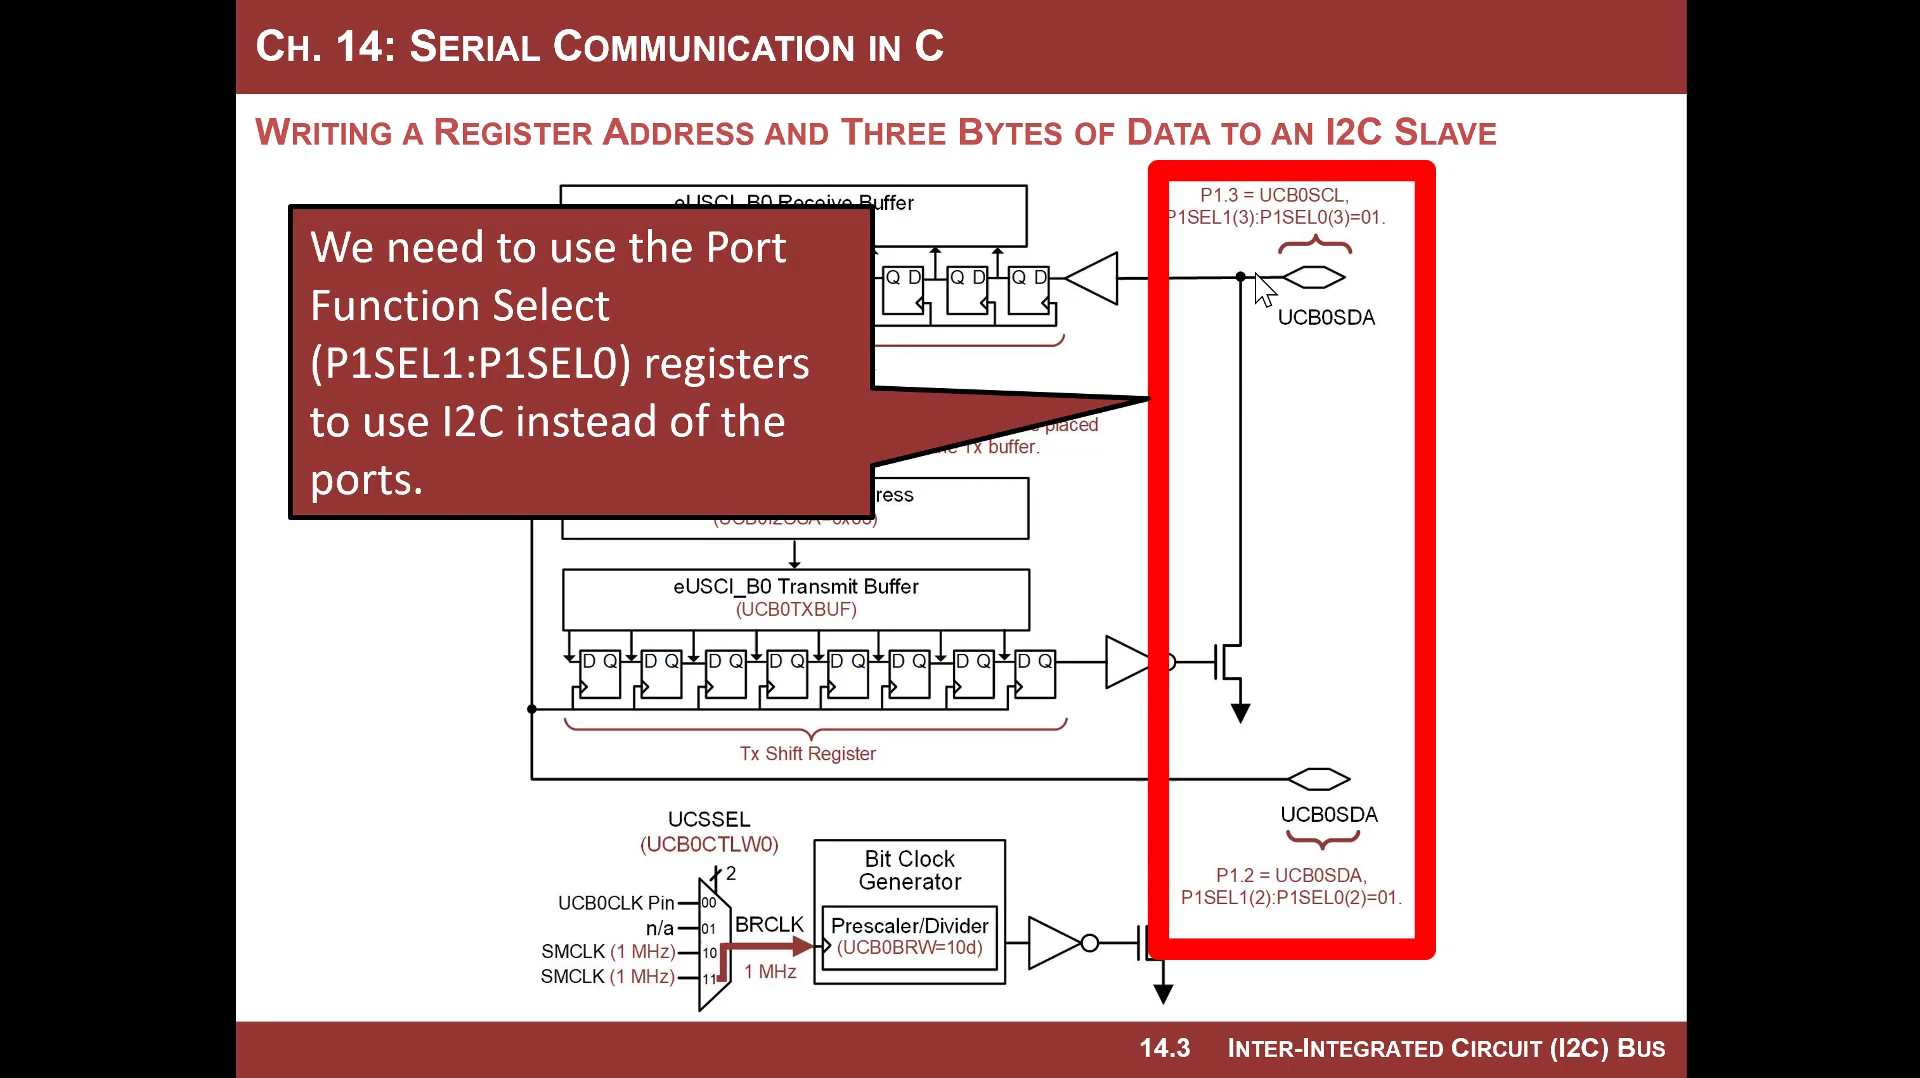 CH. 14: SERIAL COMMUNICATION IN C
WRITING A REGISTER ADDRESS AND THREE BYTES OF DATA TO AN I2C SLAVE
eUSCI_B0 Receive Buffer
P1.3 = UCB0SCL,
P1SEL1(3):P1SEL0(3)=01.
We need to use the Port
Function Select
(P1SEL1:P1SEL0) registers
to use I2C instead of the
ports.
Q D
Q D
Q D
UCB0SDA
placed
Tx buffer.
eUSCI_B0 Transmit Buffer
(UCB0TXBUF)
D Q
D Q
D Q
D Q
D Q
D Q
D Q
D Q
Tx Shift Register
UCB0SDA
P1.2 = UCB0SDA,
P1SEL1(2):P1SEL0(2)=01.
UCSSEL
(UCB0CTLW0)
2
UCB0CLK Pin
00
n/a
01
SMCLK (1 MHz)
10
SMCLK (1 MHz)
11
BRCLK
1 MHz
Bit Clock
Generator
Prescaler/Divider
(UCB0BRW=10d)
14.3 INTER-INTEGRATED CIRCUIT (I2C) BUS